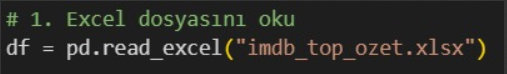 # 1. Excel dosyasını oku
df = pd.read_excel("imdb_top_ozet.xlsx")